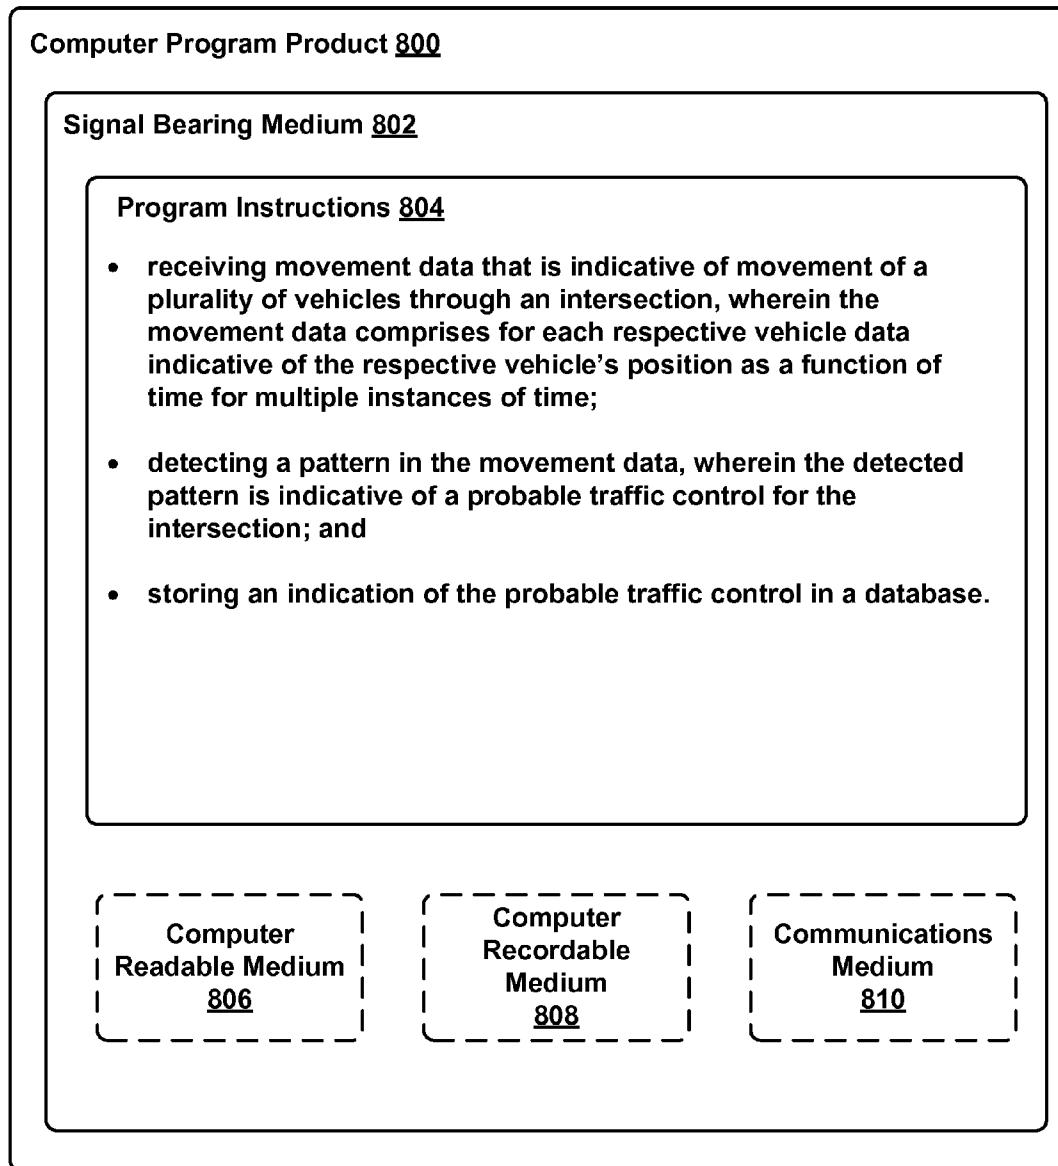 Computer Program Product 800
Signal Bearing Medium 802
Program Instructions 804
• receiving movement data that is indicative of movement of a
plurality of vehicles through an intersection, wherein the
movement data comprises for each respective vehicle data
indicative of the respective vehicle's position as a function of
time for multiple instances of time;
• detecting a pattern in the movement data, wherein the detected
pattern is indicative of a probable traffic control for the
intersection; and
• storing an indication of the probable traffic control in a database.
Computer
Readable Medium
806
Computer
Recordable
Medium
808
Communications
Medium
810